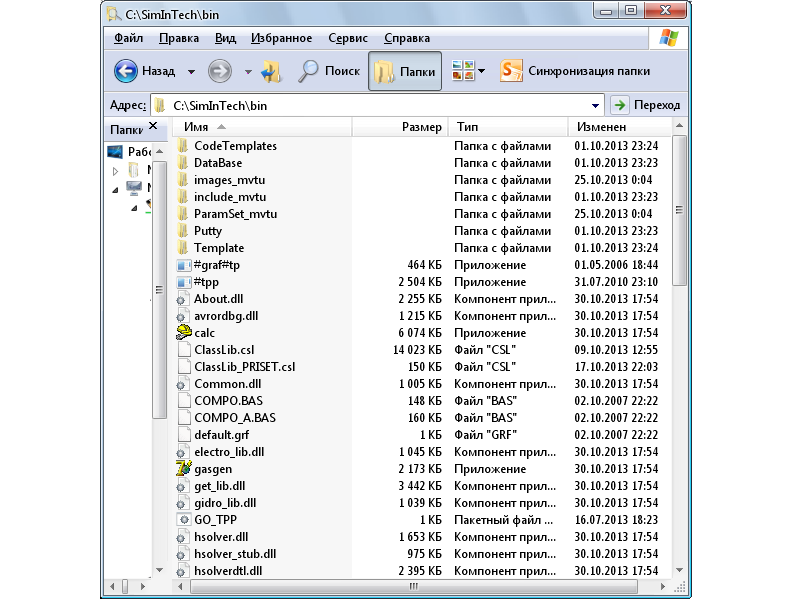 C:\SimInTech\bin
Файл Правка Вид Избранное Сервис Справка
Назад Поиск Папки Синхронизация папки
Адрес: C:\SimInTech\bin Переход
Папки Имя Размер Тип Изменен
CodeTemplates Папка с файлами 01.10.2013 23:24
DataBase Папка с файлами 01.10.2013 23:23
images_mvtu Папка с файлами 25.10.2013 0:04
include_mvtu Папка с файлами 01.10.2013 23:23
ParamSet_mvtu Папка с файлами 25.10.2013 0:04
Putty Папка с файлами 01.10.2013 23:23
Template Папка с файлами 01.10.2013 23:24
#graf#tp 464 КБ Приложение 01.05.2006 18:44
#tpp 2 504 КБ Приложение 31.07.2010 23:10
About.dll 2 255 КБ Компонент прил... 30.10.2013 17:54
avrordbg.dll 1 215 КБ Компонент прил... 30.10.2013 17:54
calc 6 074 КБ Приложение 30.10.2013 17:54
ClassLib.csl 14 023 КБ Файл "CSL" 09.10.2013 12:55
ClassLib_PRISET.csl 150 КБ Файл "CSL" 17.10.2013 22:03
Common.dll 1 005 КБ Компонент прил... 30.10.2013 17:54
COMPO.BAS 148 КБ Файл "BAS" 02.10.2007 22:22
COMPO_A.BAS 160 КБ Файл "BAS" 02.10.2007 22:22
default.grf 1 КБ Файл "GRF" 02.10.2007 22:22
electro_lib.dll 1 045 КБ Компонент прил... 30.10.2013 17:54
gasgen 2 173 КБ Приложение 30.10.2013 17:54
get_lib.dll 3 442 КБ Компонент прил... 30.10.2013 17:54
gidro_lib.dll 1 039 КБ Компонент прил... 30.10.2013 17:54
GO_TPP 1 КБ Пакетный файл ... 16.07.2013 18:23
hsolver.dll 1 653 КБ Компонент прил... 30.10.2013 17:54
hsolver_stub.dll 975 КБ Компонент прил... 30.10.2013 17:54
hsolverdtl.dll 2 395 КБ Компонент прил... 30.10.2013 17:54